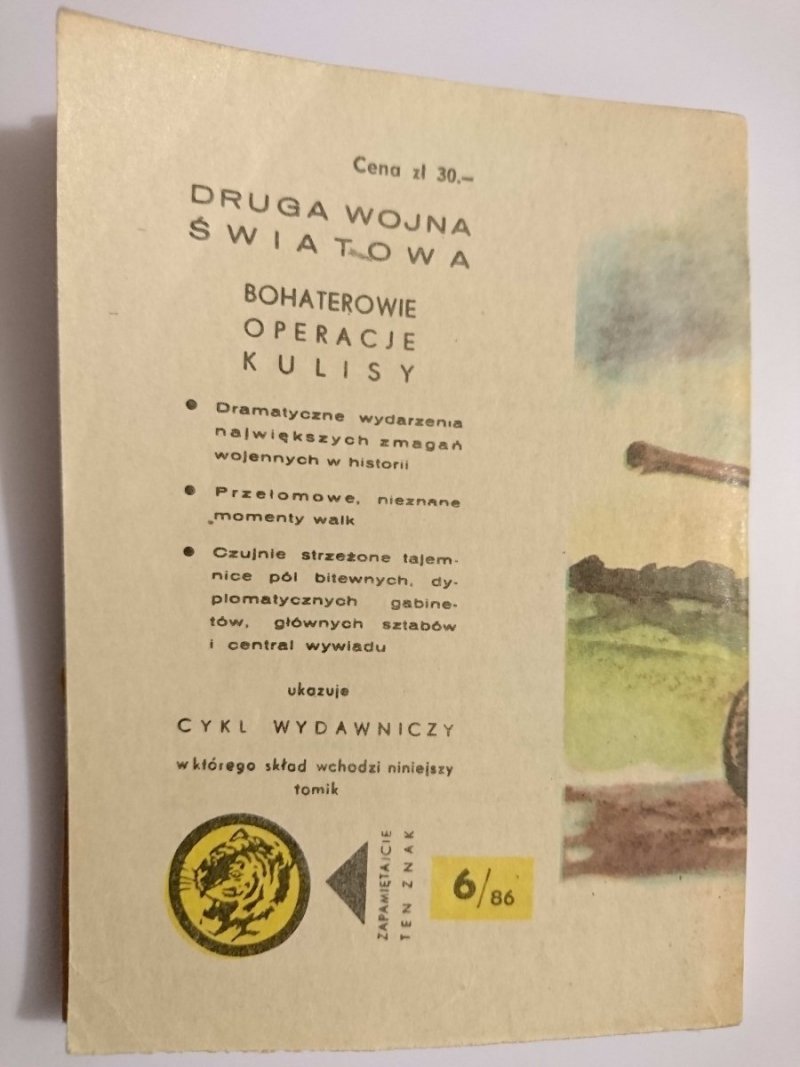 Cena zł 30.—
DRUGA WOJNA
ŚWIATOWA
BOHATEROWIE
OPERACJE
KULISY
● Dramatyczne wydarzenia
największych zmagań
wojennych w historii
● Przełomowe, nieznane
momenty walk
● Czujnie strzeżone tajem-
nice pól bitewnych, dy-
plomatycznych gabine-
tów, głównych sztabów
i central wywiadu
ukazuje
CYKL WYDAWNICZY
w którego skład wchodzi niniejszy
tomik
ZAPAMIĘTAJCIE
TEN ZNAK
6/86